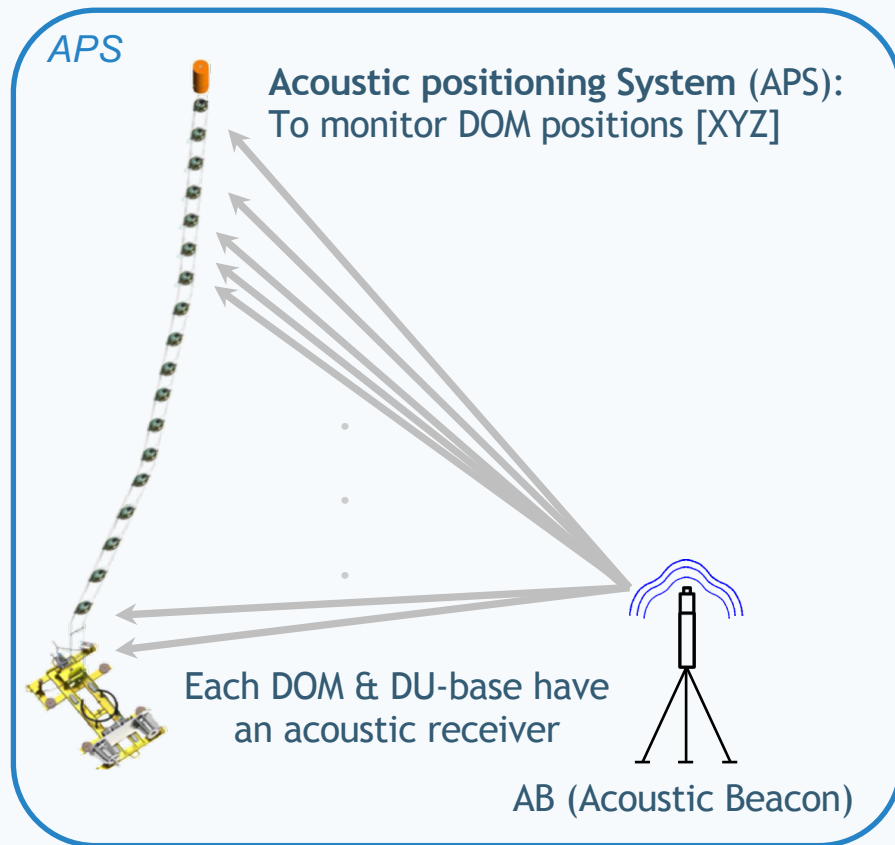 APS
Acoustic positioning System (APS):
To monitor DOM positions [XYZ]
Each DOM & DU-base have
an acoustic receiver
AB (Acoustic Beacon)